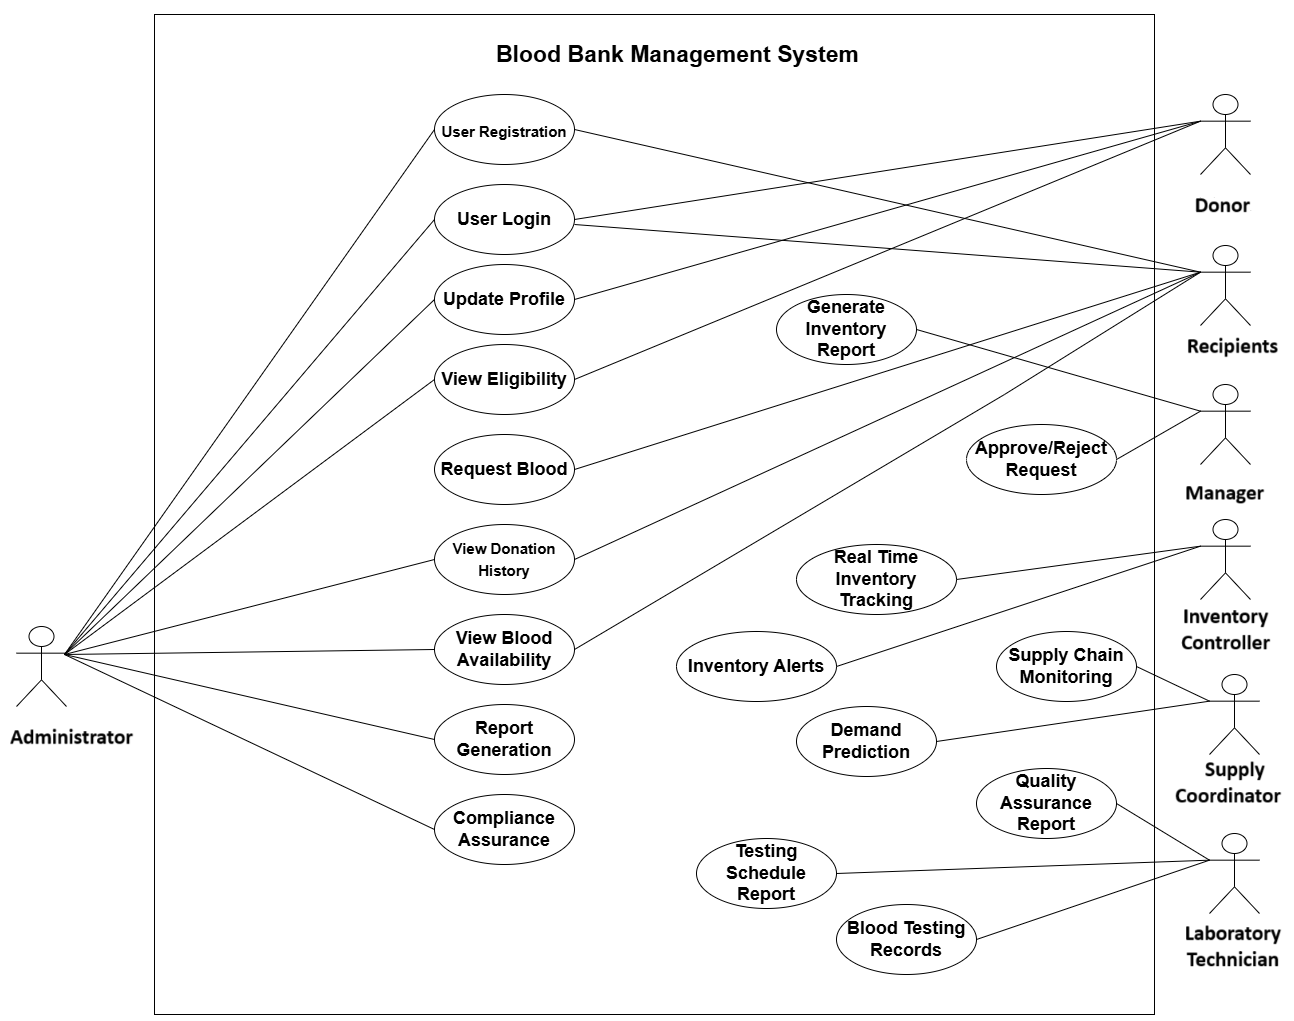 Blood Bank Management System
User Registration
User Login
Update Profile
View Eligibility
Request Blood
View Donation
History
View Blood
Availability
Report
Generation
Compliance
Assurance
Generate
Inventory
Report
Approve/Reject
Request
Real Time
Inventory
Tracking
Inventory Alerts
Supply Chain
Monitoring
Demand
Prediction
Quality
Assurance
Report
Testing
Schedule
Report
Blood Testing
Records
Administrator
Donor
Recipients
Manager
Inventory
Controller
Supply
Coordinator
Laboratory
Technician